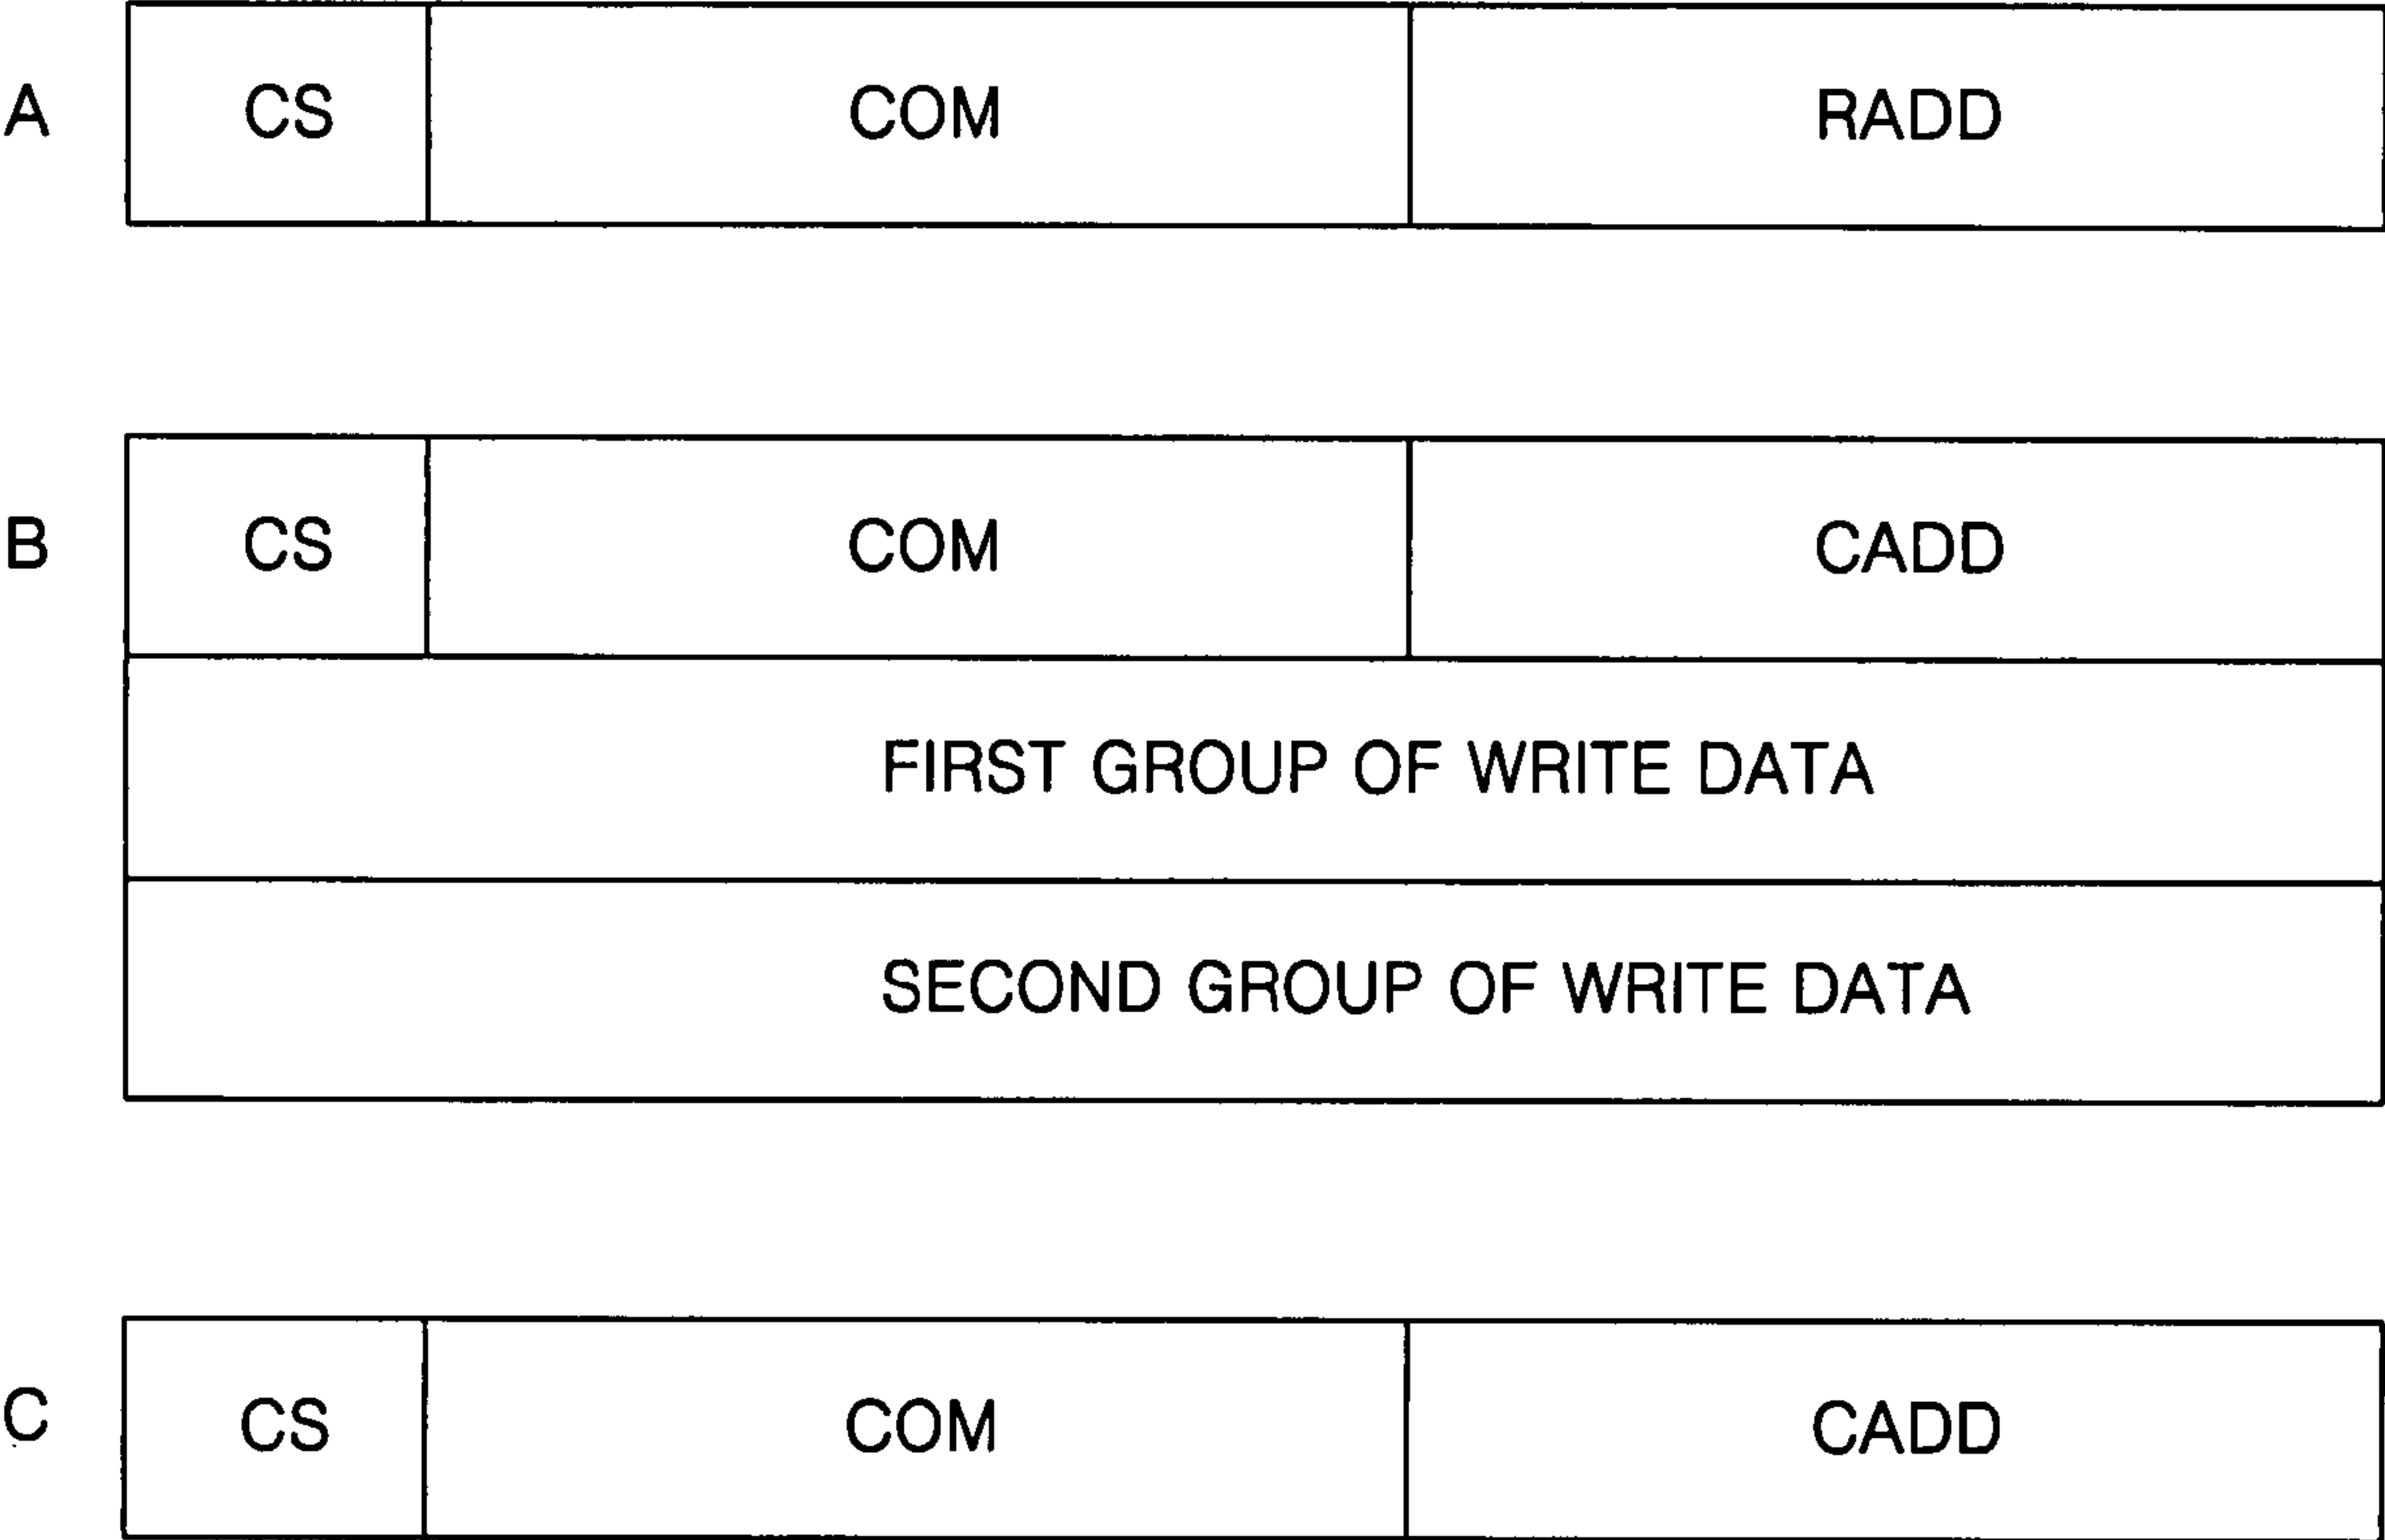 A CS COM RADD
B CS COM CADD
FIRST GROUP OF WRITE DATA
SECOND GROUP OF WRITE DATA
C CS COM CADD